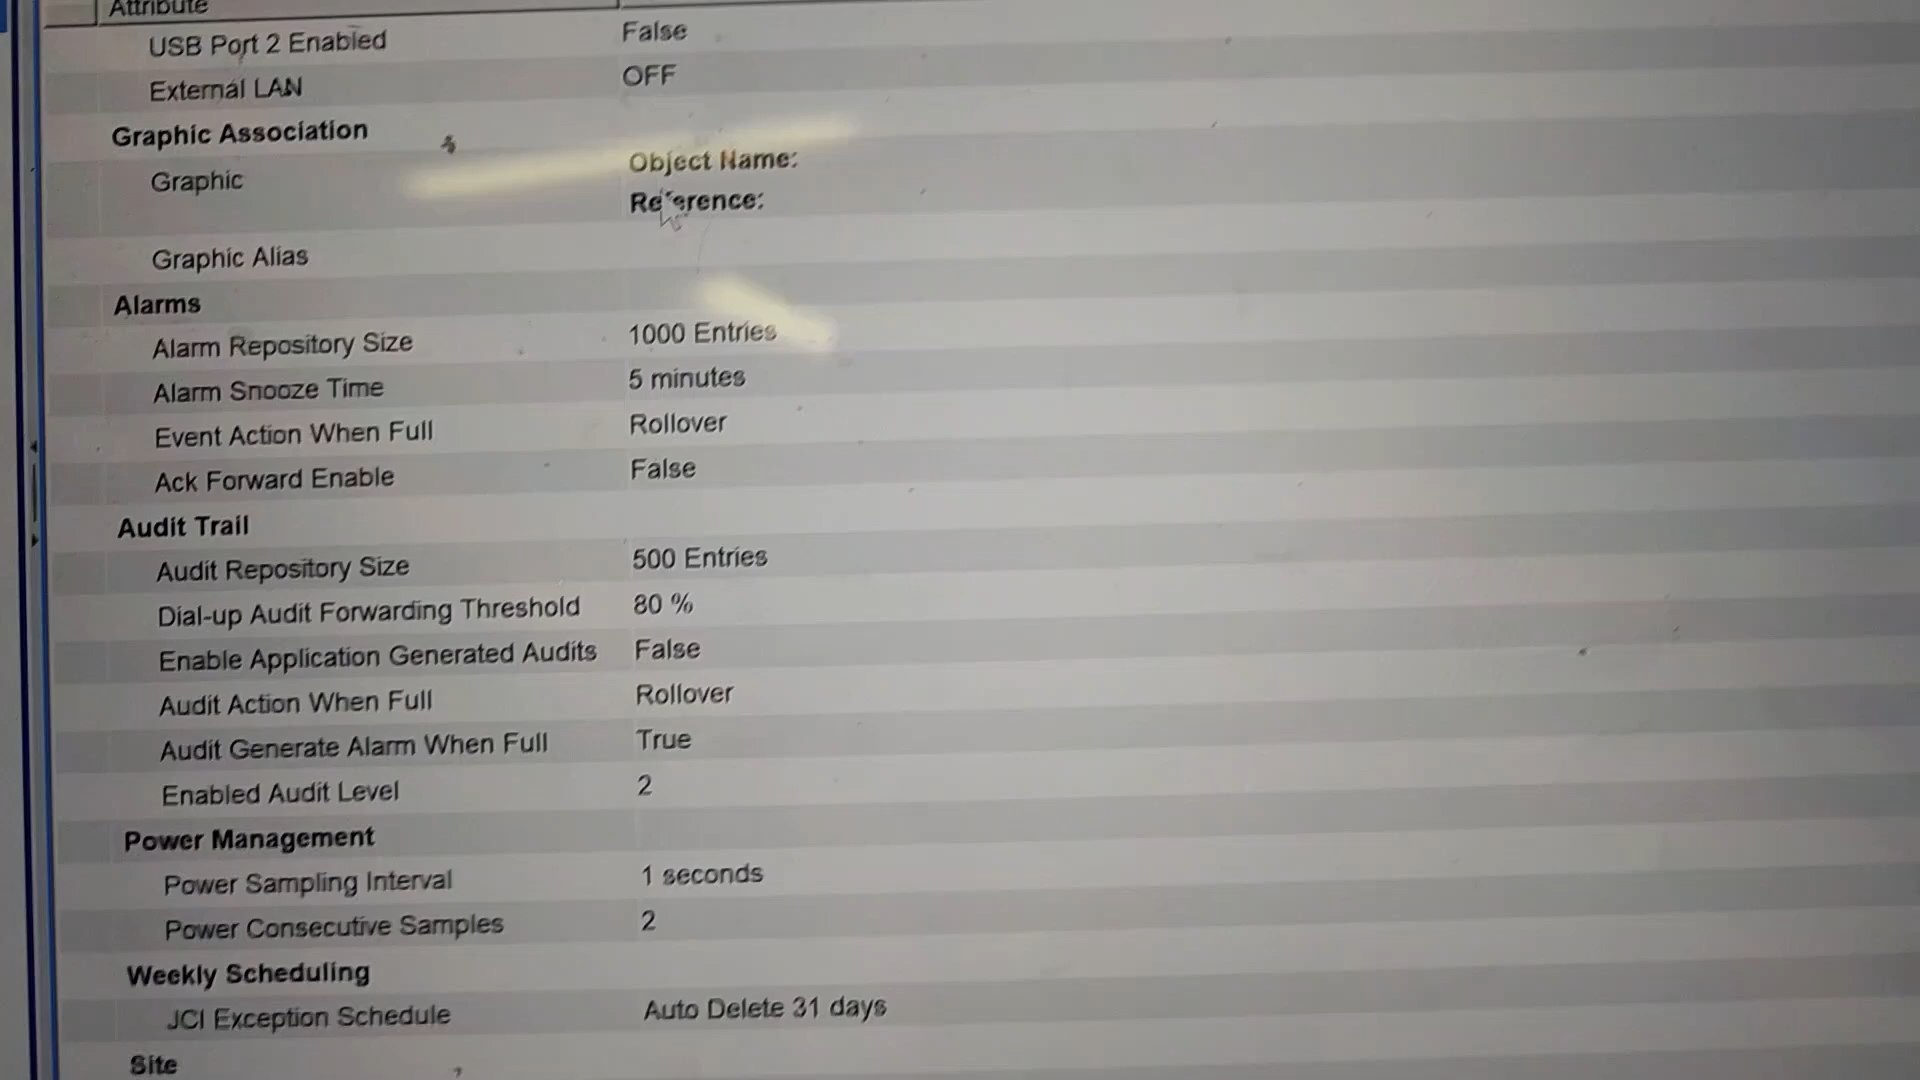 Attribute
USB Port 2 Enabled False
External LAN OFF
Graphic Association
Graphic Object Name:
Reference:
Graphic Alias
Alarms
Alarm Repository Size 1000 Entries
Alarm Snooze Time 5 minutes
Event Action When Full Rollover
Ack Forward Enable False
Audit Trail
Audit Repository Size 500 Entries
Dial-up Audit Forwarding Threshold 80 %
Enable Application Generated Audits False
Audit Action When Full Rollover
Audit Generate Alarm When Full True
Enabled Audit Level 2
Power Management
Power Sampling Interval 1 seconds
Power Consecutive Samples 2
Weekly Scheduling
JCI Exception Schedule Auto Delete 31 days
Site